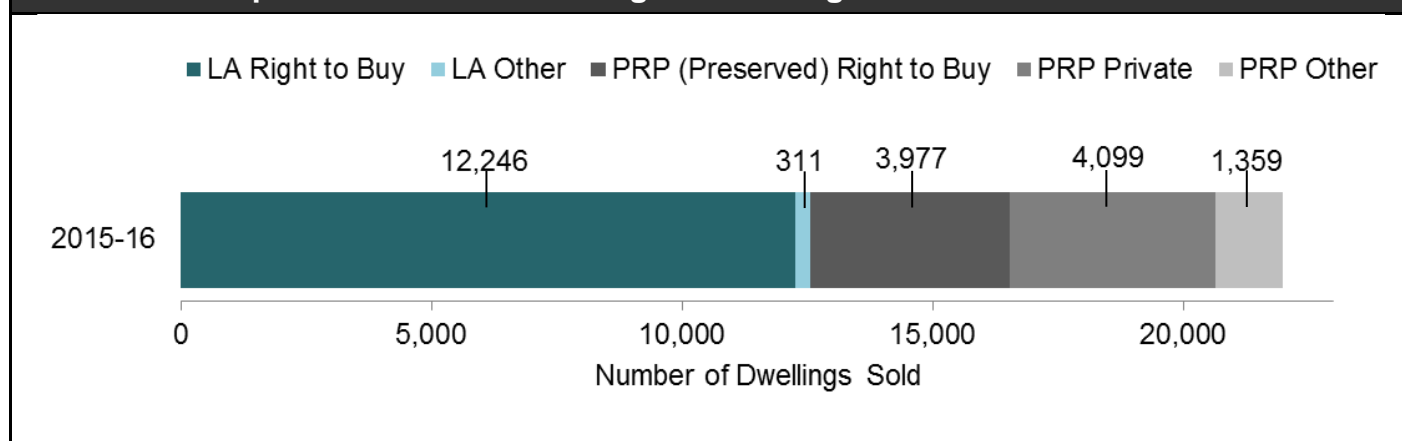 LA Right to Buy LA Other PRP (Preserved) Right to Buy PRP Private PRP Other
12,246 311 3,977 4,099 1,359
2015-16
0 5,000 10,000 15,000 20,000
Number of Dwellings Sold